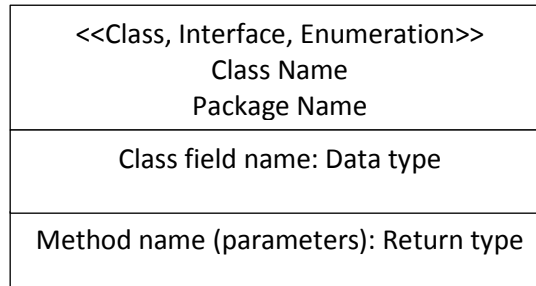 <<Class, Interface, Enumeration>>
Class Name
Package Name
Class field name: Data type
Method name (parameters): Return type